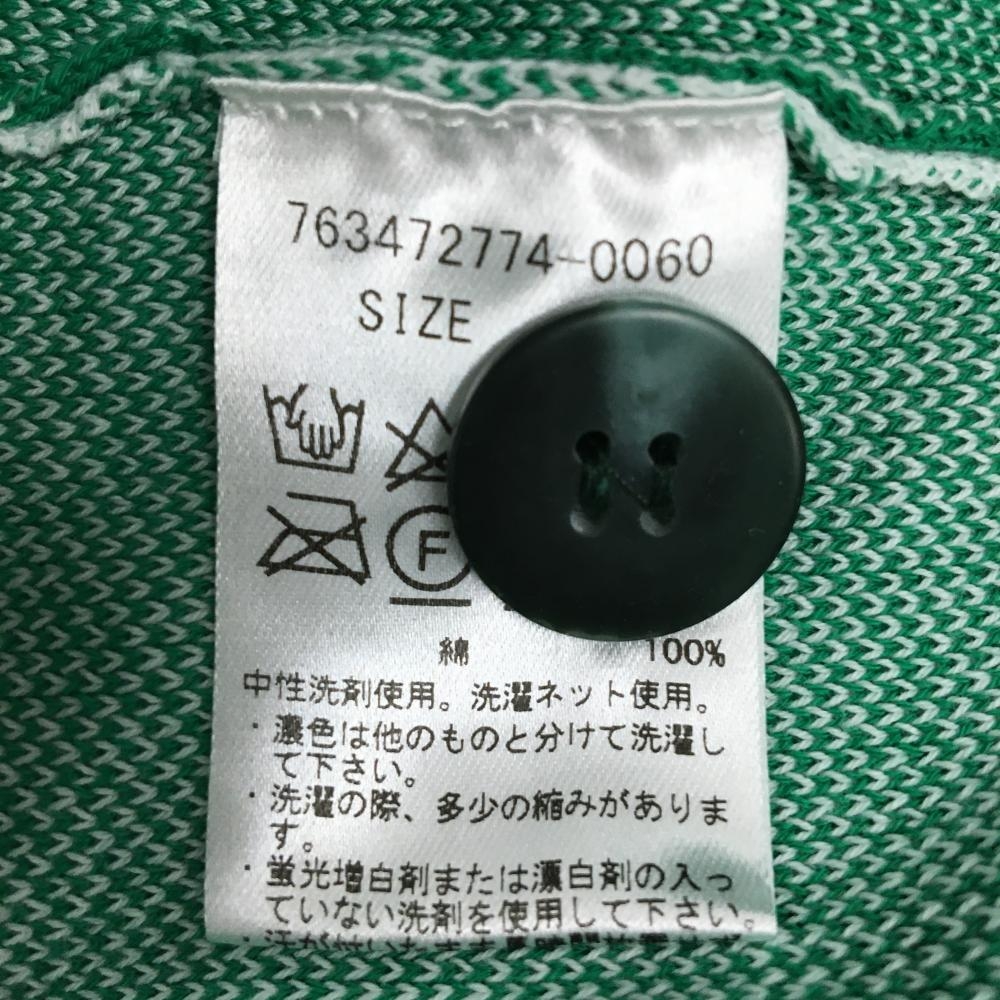 763472774-0060
SIZE
F
綿 100%
中性洗剤使用。洗濯ネット使用。
・濃色は他のものと分けて洗濯し
て下さい。
・洗濯の際、多少の縮みがありま
す。
・蛍光増白剤または漂白剤の入っ
ていない洗剤を使用して下さい。